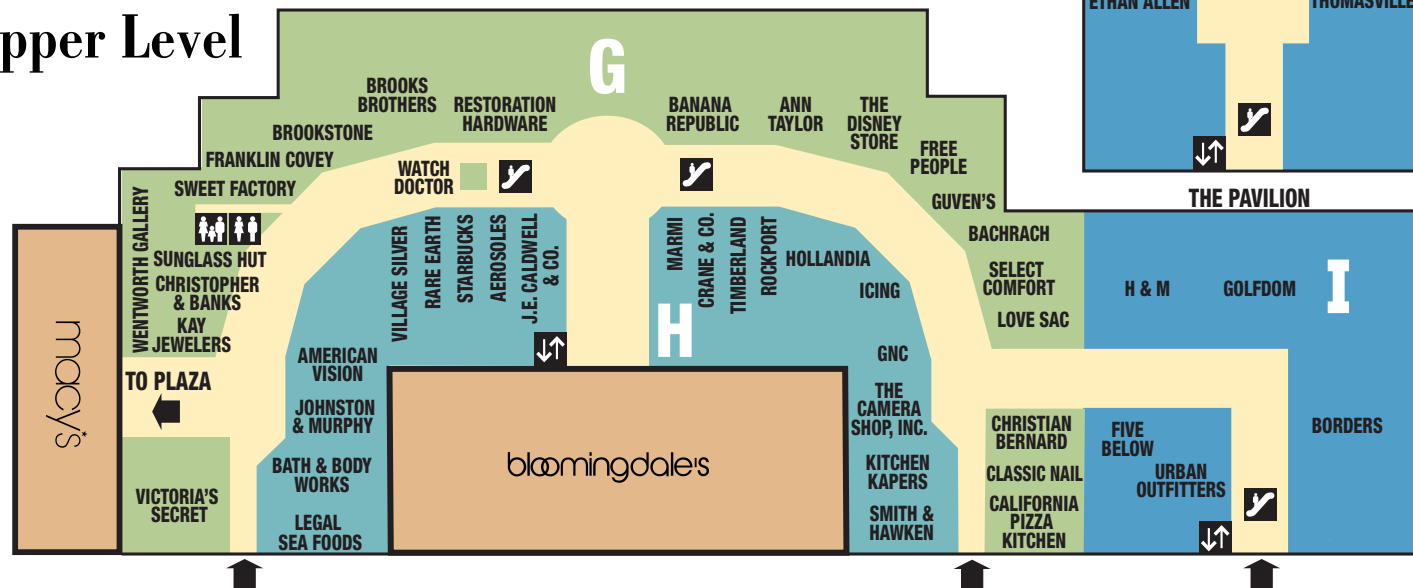 pper Level
ETHAN ALLEN
THOMASVILLE
G
BROOKS
BROTHERS
RESTORATION
HARDWARE
BANANA
REPUBLIC
ANN
TAYLOR
THE
DISNEY
STORE
BROOKSTONE
FREE
PEOPLE
FRANKLIN COVEY
WATCH
DOCTOR
SWEET FACTORY
GUVEN'S
THE PAVILION
WENTWORTH GALLERY
SUNGLASS HUT
CHRISTOPHER
& BANKS
KAY
JEWELERS
VILLAGE SILVER
RARE EARTH
STARBUCKS
AEROSOLES
J.E. CALDWELL
& CO.
MARMI
CRANE & CO.
TIMBERLAND
ROCKPORT
HOLLANDIA
ICING
BACHRACH
SELECT
COMFORT
LOVE SAC
H & M
GOLFDOM
I
H
macy's
TO PLAZA
AMERICAN
VISION
JOHNSTON
& MURPHY
BATH & BODY
WORKS
LEGAL
SEA FOODS
VICTORIA'S
SECRET
bloomingdale's
GNC
THE
CAMERA
SHOP, INC.
KITCHEN
KAPERS
SMITH &
HAWKEN
CHRISTIAN
BERNARD
CLASSIC NAIL
CALIFORNIA
PIZZA
KITCHEN
FIVE
BELOW
URBAN
OUTFITTERS
BORDERS